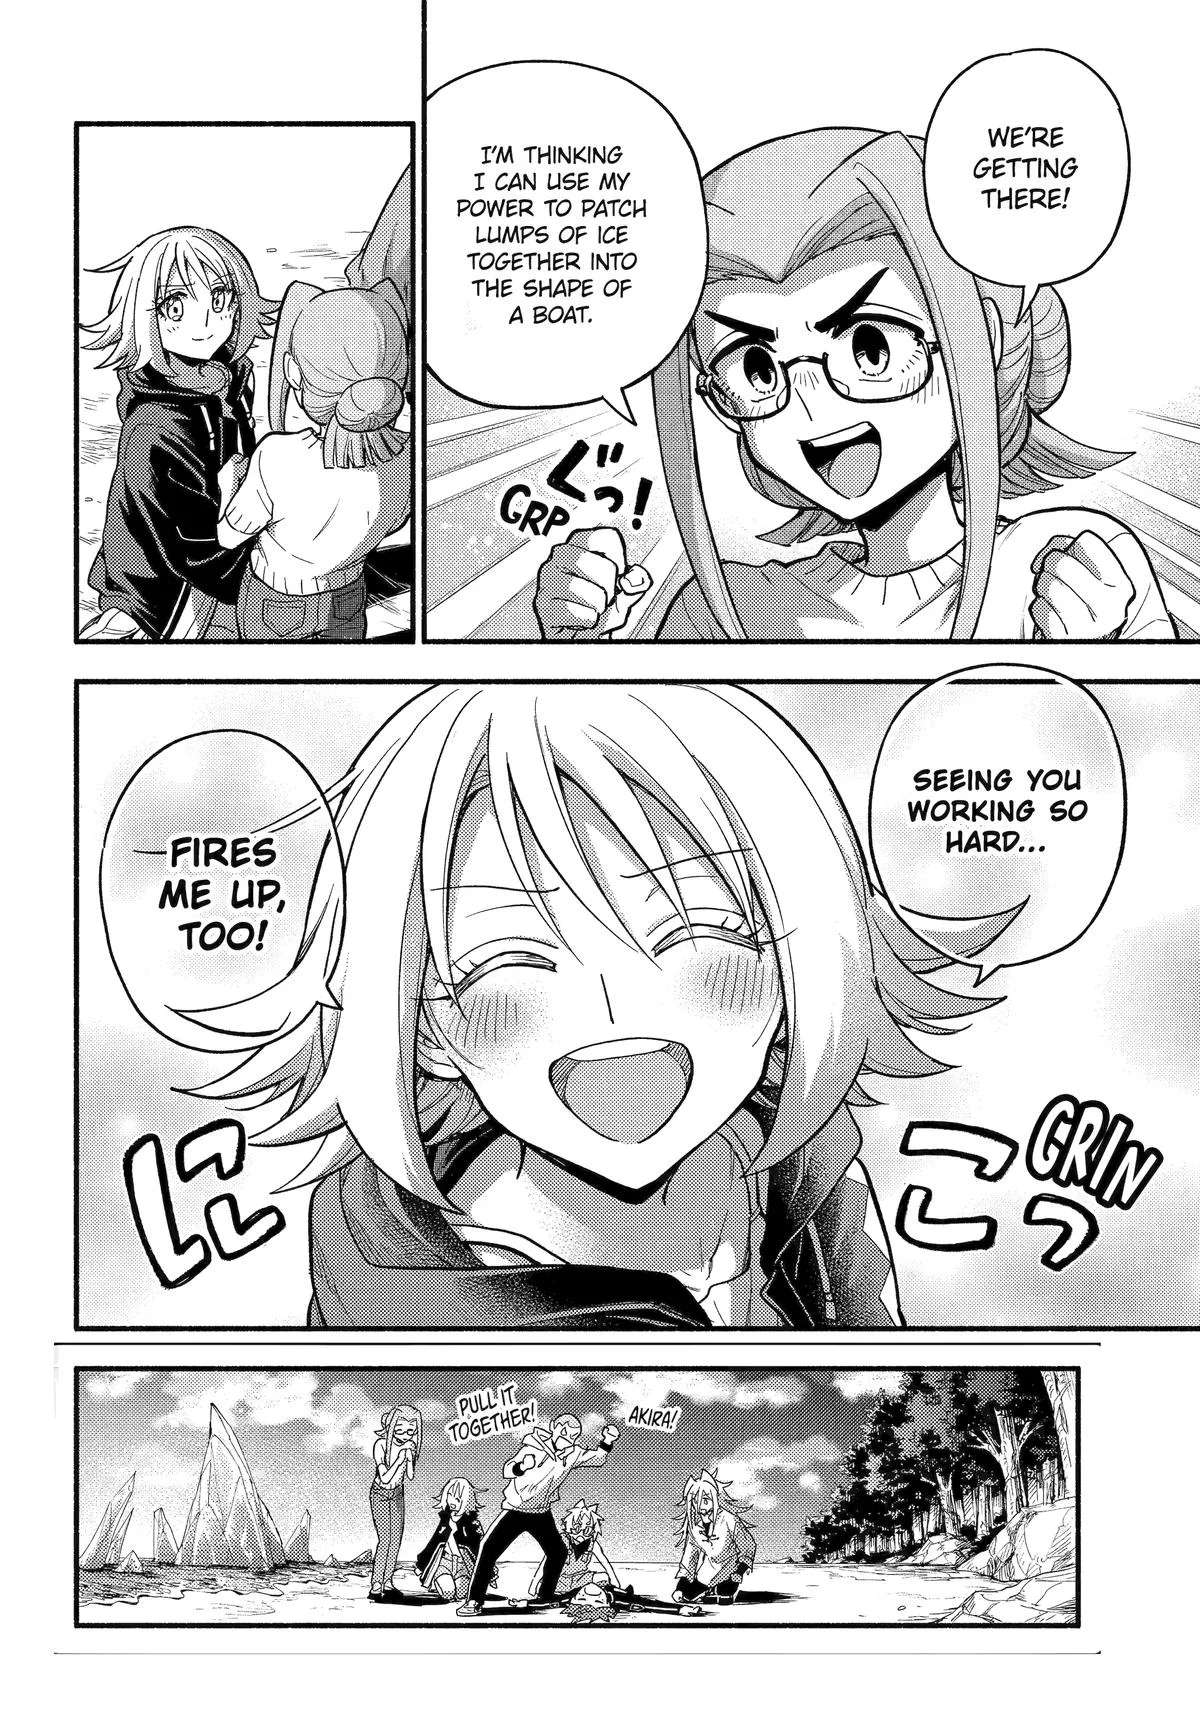 WE'RE
GETTING
THERE!
I'M THINKING
I CAN USE MY
POWER TO PATCH
LUMPS OF ICE
TOGETHER INTO
THE SHAPE OF
A BOAT.
ぐっ!
GRP
SEEING YOU
WORKING SO
HARD...
FIRES
ME UP,
TOO!
GRIN
にこっ
PULL IT
TOGETHER!
AKIRA!